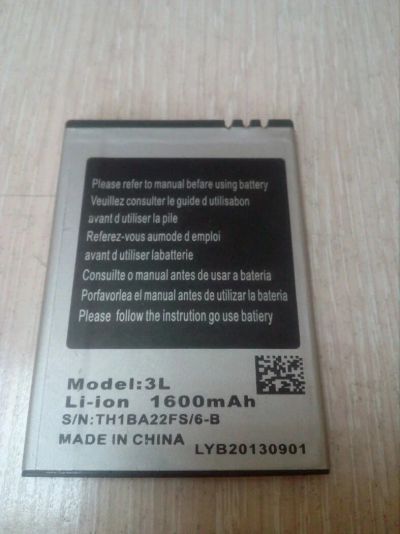 Please refer to manual befare using battery
Veuillez consulter le guide d utilisabon
avant d utiliser la pile
Referez-vous aumode d emploi
avant d utiliser labatterie
Consuilte o manual antes de usar a bateria
Porfavorlea el manual antes de utilizar la bateria
Please follow the instrution go use batiery
Model:3L
Li-ion 1600mAh
S/N:TH1BA22FS/6-B
MADE IN CHINA
LYB20130901